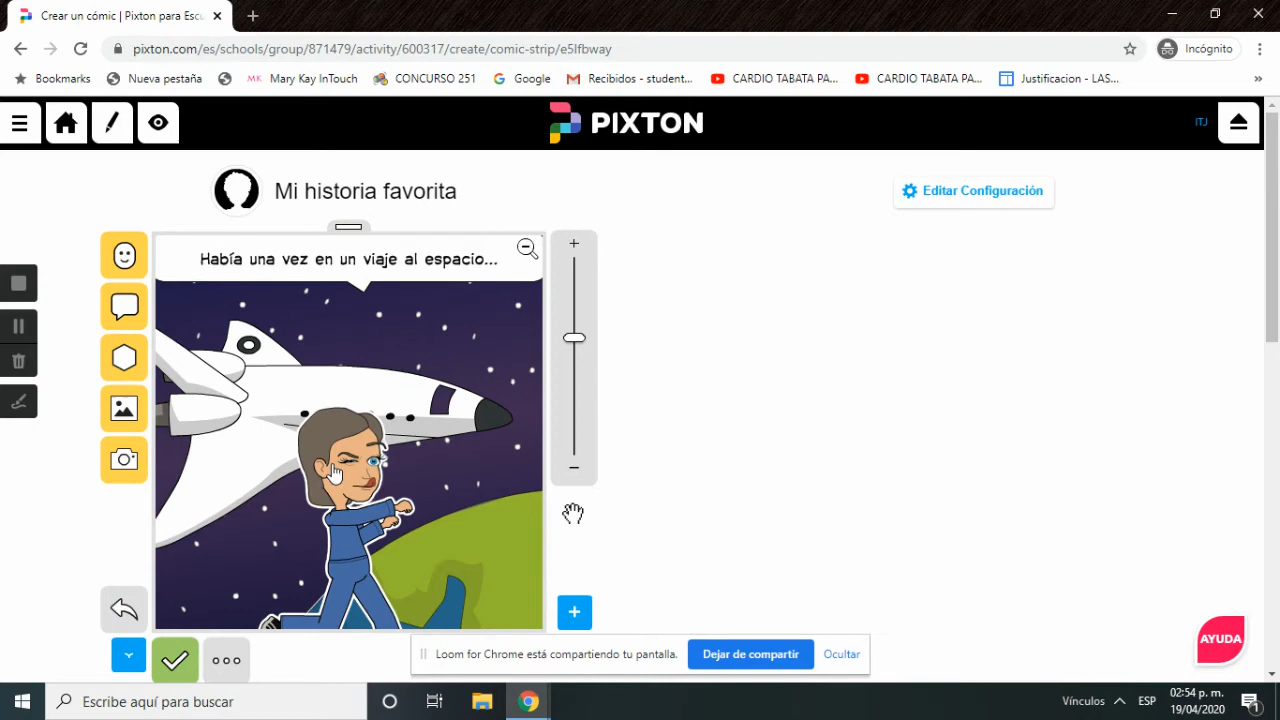 Crear un cómic | Pixton para Escu
Incógnito
pixton.com/es/schools/group/871479/activity/600317/create/comic-strip/e5lfbway
Bookmarks
Nueva pestaña
MK Mary Kay InTouch
CONCURSO 251
Google
Recibidos - student...
CARDIO TABATA PA...
CARDIO TABATA PA...
Justificacion - LAS...
PIXTON
ITJ
Mi historia favorita
Editar Configuración
Había una vez en un viaje al espacio...
AYUDA
Loom for Chrome está compartiendo tu pantalla.
Dejar de compartir
Ocultar
Escribe aquí para buscar
Vínculos
ESP
02:54 p. m.
19/04/2020
1